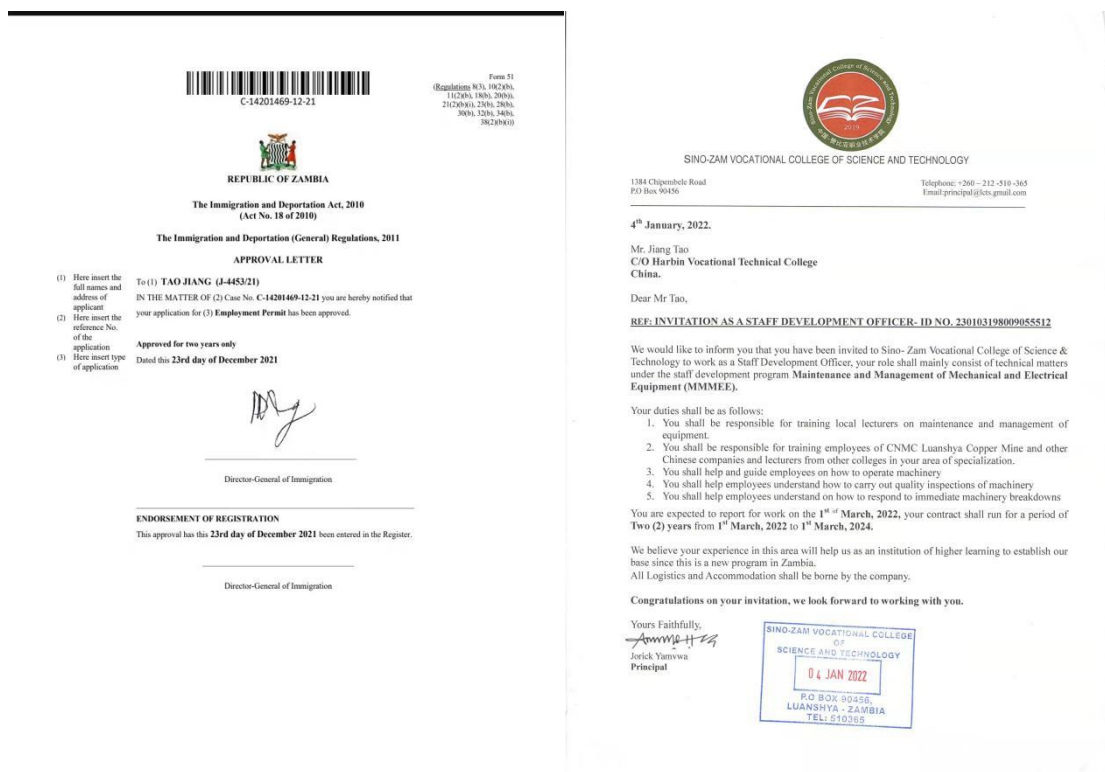 C-14201469-12-21
Form 51
(Regulations 8(3), 10(2)(b),
11(2)(b), 18(b), 20(b)),
21(2)(b)(i), 23(b), 28(b),
30(b), 32(b), 34(b),
38(2)(b)(i))
REPUBLIC OF ZAMBIA
The Immigration and Deportation Act, 2010
(Act No. 18 of 2010)
The Immigration and Deportation (General) Regulations, 2011
APPROVAL LETTER
(1) Here insert the
full names and
address of
applicant
(2) Here insert the
reference No.
of the
application
(3) Here insert type
of application
To (1) TAO JIANG (J-4453/21)
IN THE MATTER OF (2) Case No. C-14201469-12-21 you are hereby notified that
your application for (3) Employment Permit has been approved.
Approved for two years only
Dated this 23rd day of December 2021
Director-General of Immigration
ENDORSEMENT OF REGISTRATION
This approval has this 23rd day of December 2021 been entered in the Register.
Director-General of Immigration
Sino-Zam Vocational College of Science And Technology
2019
中国-赞比亚职业技术学院
SINO-ZAM VOCATIONAL COLLEGE OF SCIENCE AND TECHNOLOGY
1384 Chipembele Road
P.O Box 90456
Telephone: +260 – 212 -510 -365
Email:principal@lcts.gmail.com
4th January, 2022.
Mr. Jiang Tao
C/O Harbin Vocational Technical College
China.
Dear Mr Tao,
REF: INVITATION AS A STAFF DEVELOPMENT OFFICER- ID NO. 230103198009055512
We would like to inform you that you have been invited to Sino- Zam Vocational College of Science &
Technology to work as a Staff Development Officer, your role shall mainly consist of technical matters
under the staff development program Maintenance and Management of Mechanical and Electrical
Equipment (MMMEE).
Your duties shall be as follows:
1. You shall be responsible for training local lecturers on maintenance and management of
equipment.
2. You shall be responsible for training employees of CNMC Luanshya Copper Mine and other
Chinese companies and lecturers from other colleges in your area of specialization.
3. You shall help and guide employees on how to operate machinery
4. You shall help employees understand how to carry out quality inspections of machinery
5. You shall help employees understand on how to respond to immediate machinery breakdowns
You are expected to report for work on the 1st of March, 2022, your contract shall run for a period of
Two (2) years from 1st March, 2022 to 1st March, 2024.
We believe your experience in this area will help us as an institution of higher learning to establish our
base since this is a new program in Zambia.
All Logistics and Accommodation shall be borne by the company.
Congratulations on your invitation, we look forward to working with you.
Yours Faithfully,
Jorick Yamvwa
Principal
SINO-ZAM VOCATIONAL COLLEGE
OF
SCIENCE AND TECHNOLOGY
04 JAN 2022
P.O BOX 90456,
LUANSHYA - ZAMBIA
TEL: 510365